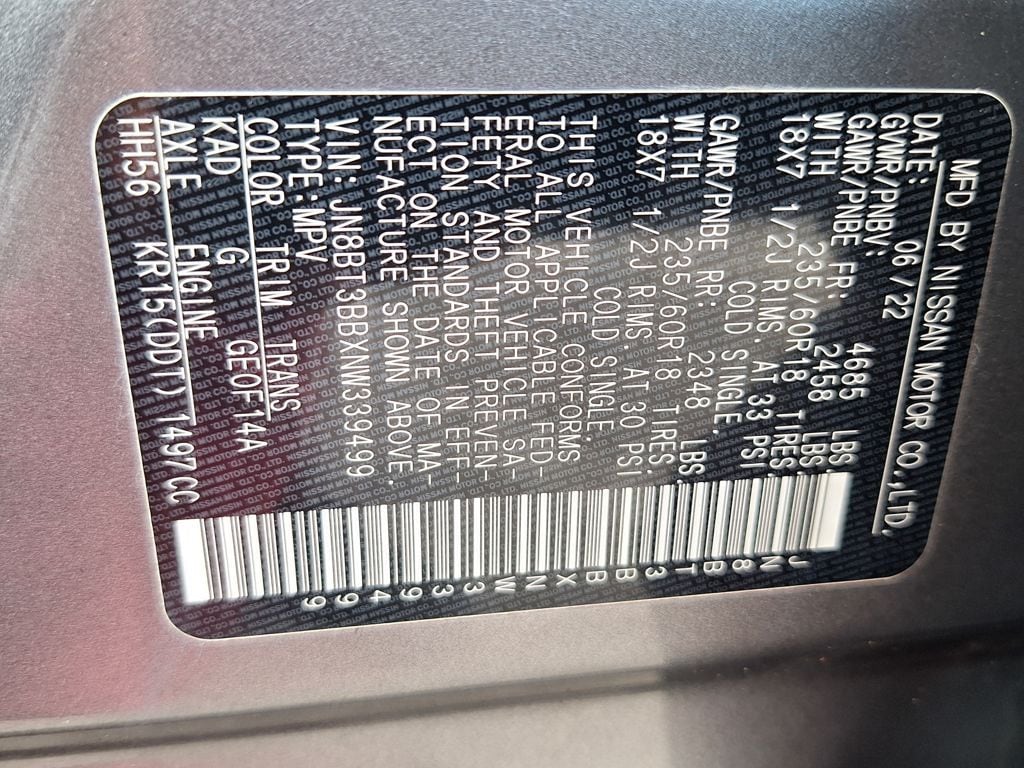 MFD BY NISSAN MOTOR CO.,LTD.
DATE: 06/22
GVWR/PNBV: 4685 LBS.
GAWR/PNBE FR: 2458 LBS.
WITH 235/60R18 TIRES.
18X7 1/2J RIMS. AT 33 PSI
COLD SINGLE
GAWR/PNBE RR: 2348 LBS.
WITH 235/60R18 TIRES.
18X7 1/2J RIMS. AT 30 PSI
COLD SINGLE
THIS VEHICLE CONFORMS
TO ALL APPLICABLE FED-
ERAL MOTOR VEHICLE SA-
FETY AND THEFT PREVEN-
TION STANDARDS IN EFF-
ECT ON THE DATE OF MA-
NUFACTURE SHOWN ABOVE.
VIN: JN8BT3BBXNW339499
TYPE:MPV
COLOR TRIM TRANS
KAD G GE0F14A
AXLE ENGINE
HH56 KR15(DDT) 1497CC
JN8BT3BBXNW339499